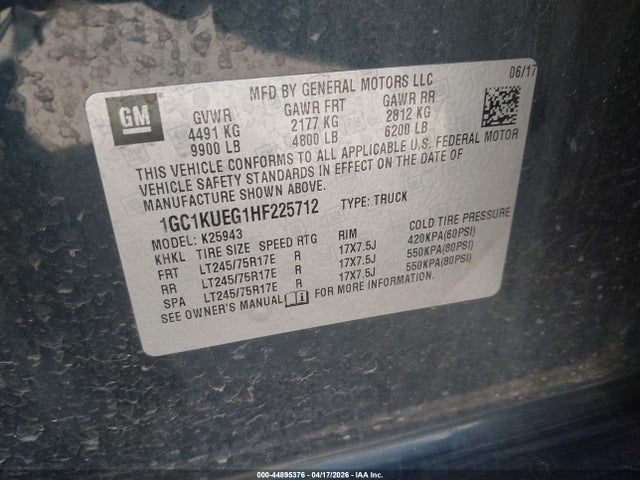 MFD BY GENERAL MOTORS LLC 06/17
GM
GVWR GAWR FRT GAWR RR
4491 KG 2177 KG 2812 KG
9900 LB 4800 LB 6200 LB
THIS VEHICLE CONFORMS TO ALL APPLICABLE U.S. FEDERAL MOTOR
VEHICLE SAFETY STANDARDS IN EFFECT ON THE DATE OF
MANUFACTURE SHOWN ABOVE.
1GC1KUEG1HF225712 TYPE: TRUCK
MODEL: K25943
KHKL TIRE SIZE SPEED RTG RIM COLD TIRE PRESSURE
FRT LT245/75R17E R 17X7.5J 420KPA(60PSI)
RR LT245/75R17E R 17X7.5J 550KPA(80PSI)
SPA LT245/75R17E R 17X7.5J 550KPA(80PSI)
SEE OWNER'S MANUAL FOR MORE INFORMATION.
000-44895376 - 04/17/2026 - IAA Inc.